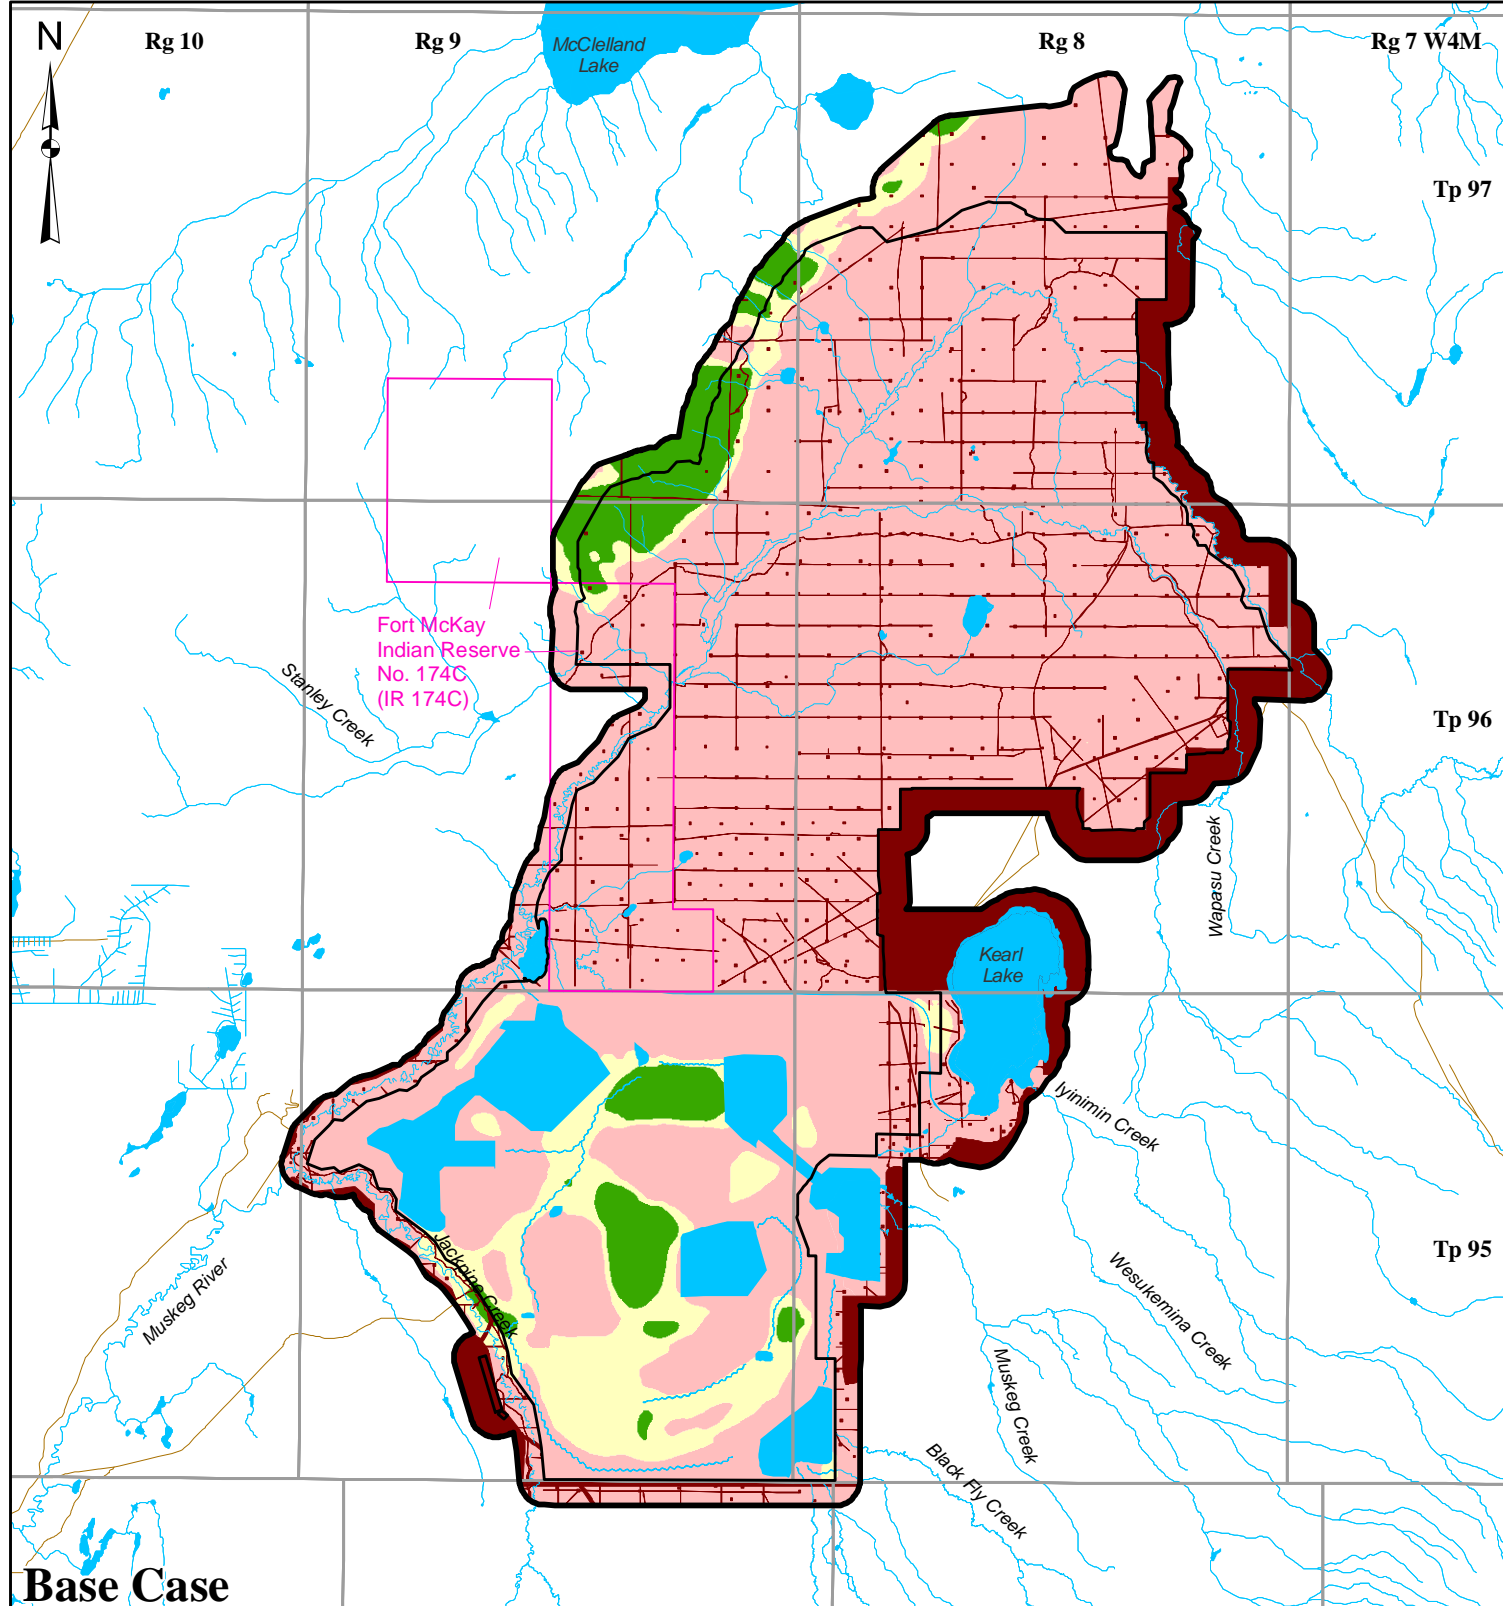 N
Rg 10
Rg 9
McClelland
Lake
Rg 8
Rg 7 W4M
Tp 97
Fort McKay
Indian Reserve
No. 174C
(IR 174C)
Stanley Creek
Tp 96
Wapasu Creek
Kearl
Lake
Iyinimin Creek
Tp 95
Muskeg River
Jackpine Creek
Wesukemina Creek
Muskeg Creek
Black Fly Creek
Base Case